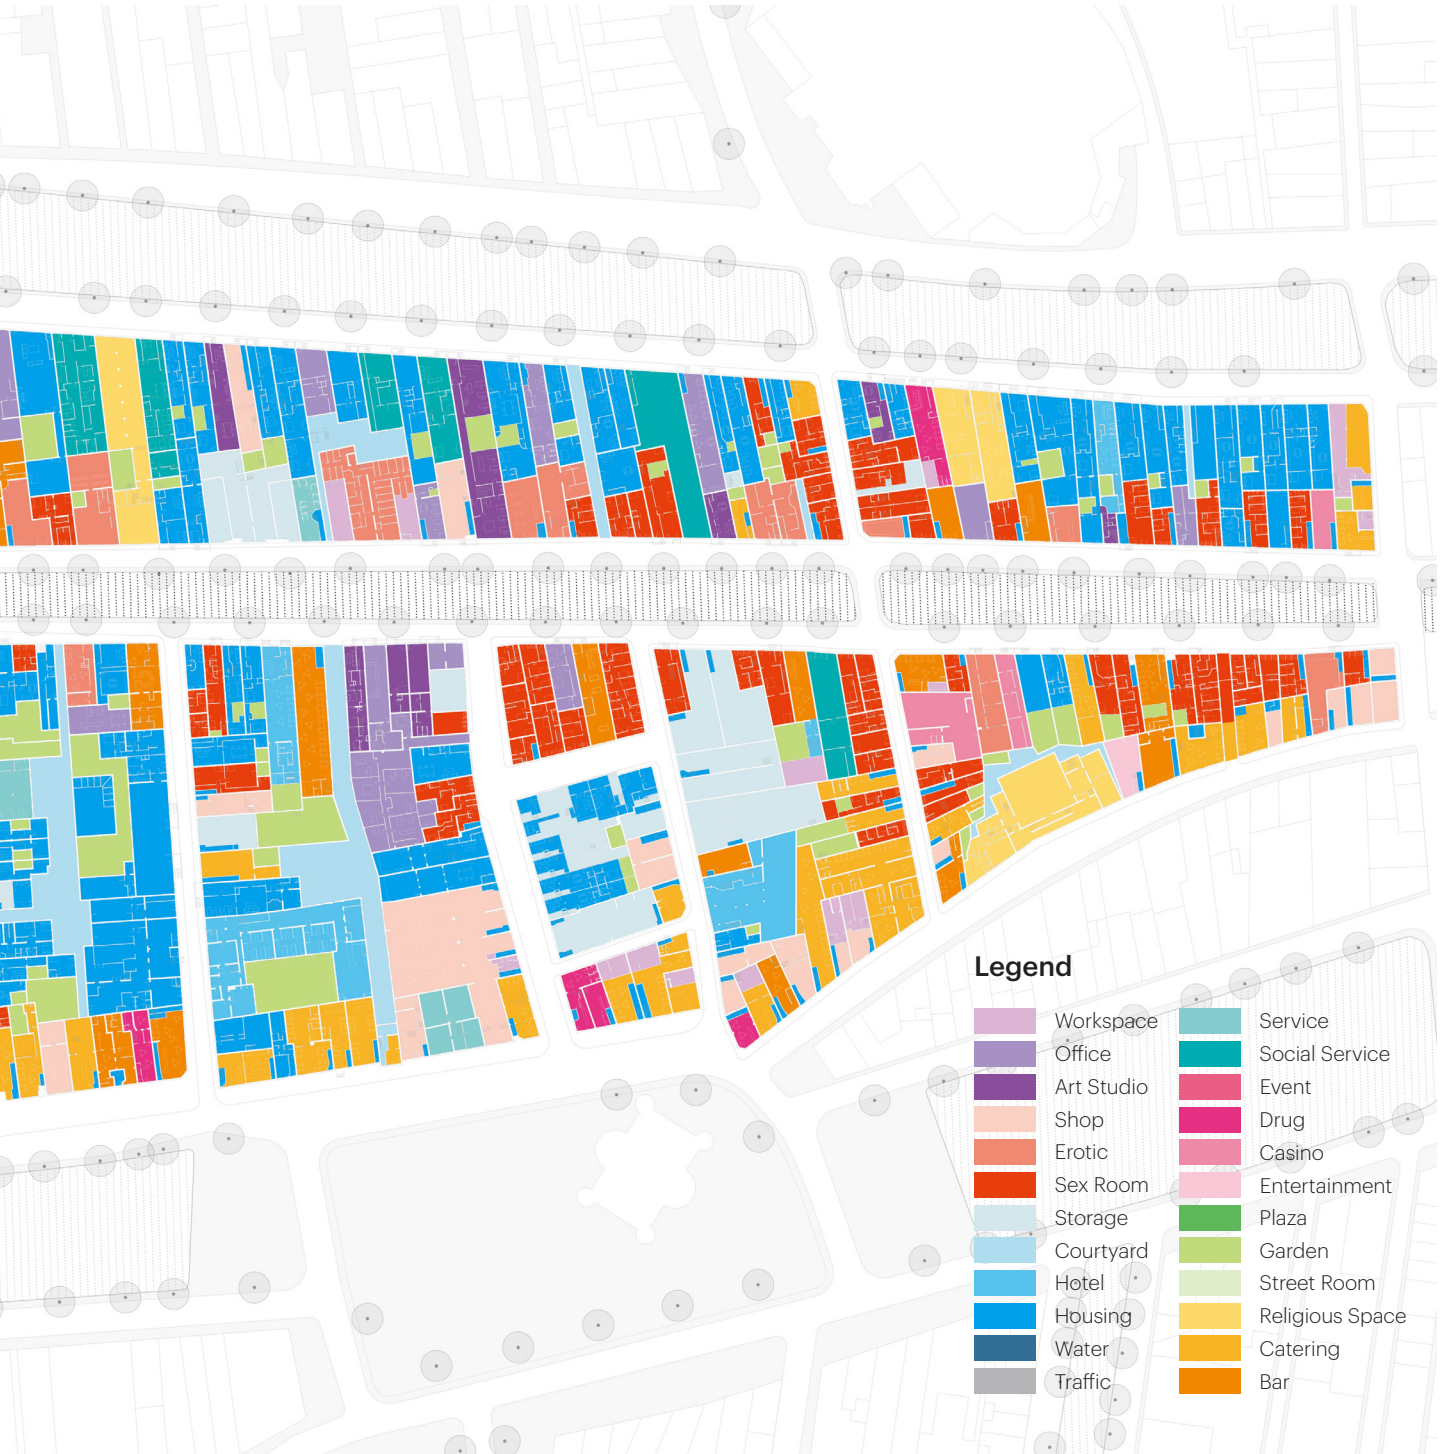 Legend
Workspace
Office
Art Studio
Shop
Erotic
Sex Room
Storage
Courtyard
Hotel
Housing
Water
Traffic
Service
Social Service
Event
Drug
Casino
Entertainment
Plaza
Garden
Street Room
Religious Space
Catering
Bar